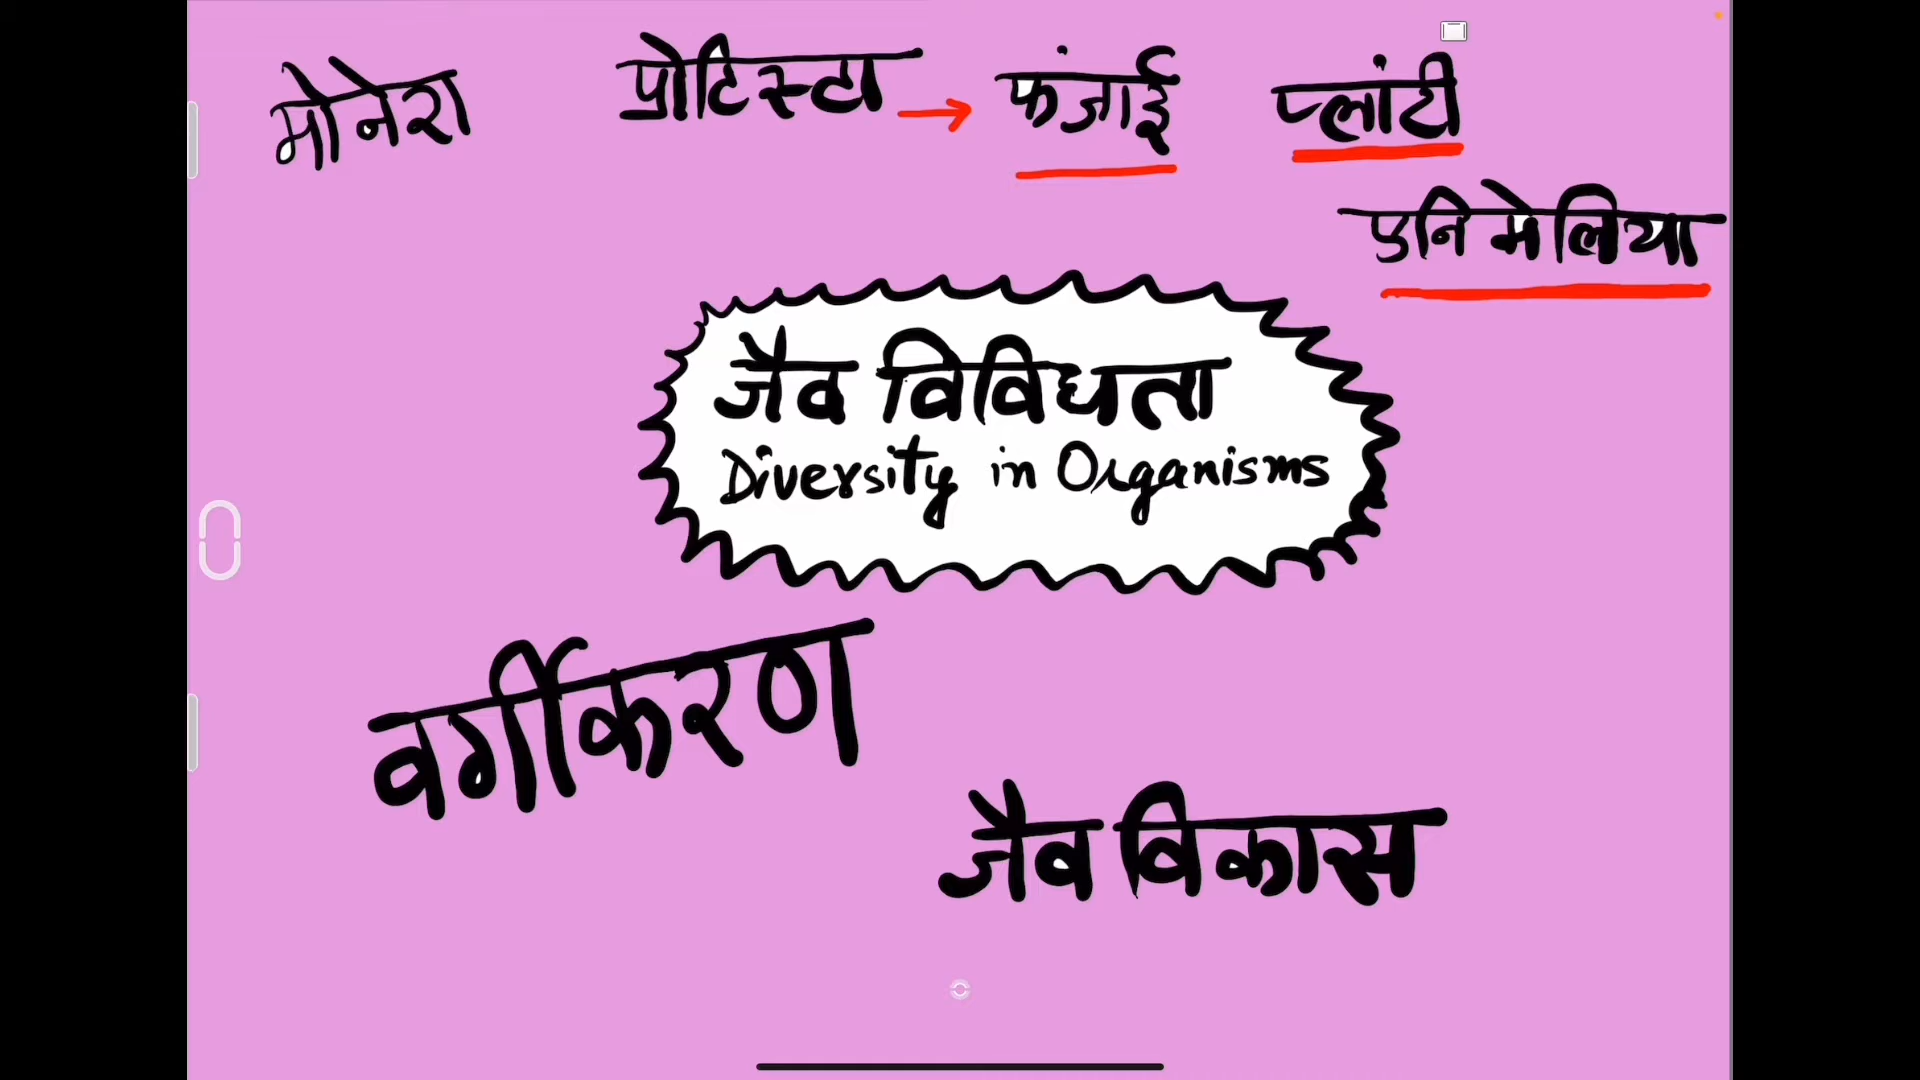 मोनेरा प्रोटिस्टा → फंजाई प्लांटी
एनिमेलिया
जैव विविधता
Diversity in Organisms
वर्गीकरण
जैव विकास